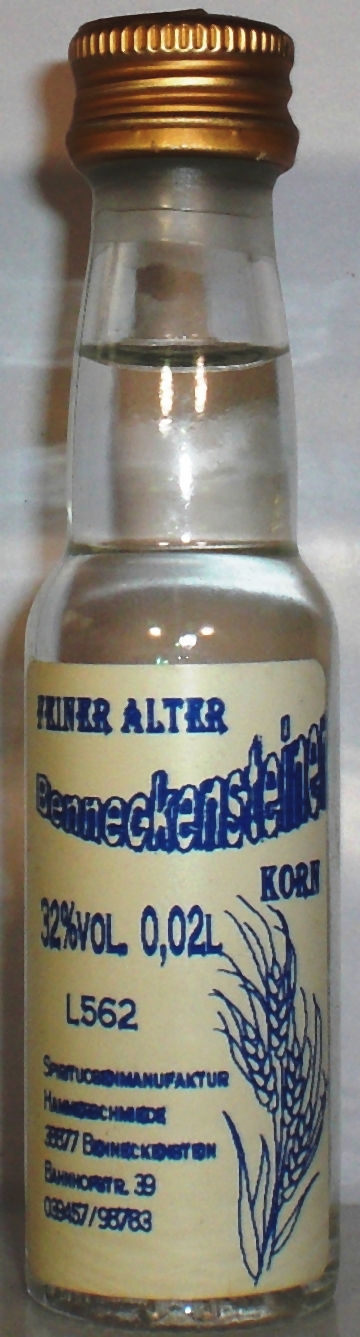 FEINER ALTER
Benneckensteiner
KORN
32%VOL. 0,02L
L562
SPIRITUOSENMANUFAKTUR
HAMMERSCHMIEDE
38877 BENNECKENSTEIN
BAHNHOFSTR. 39
039457/98783